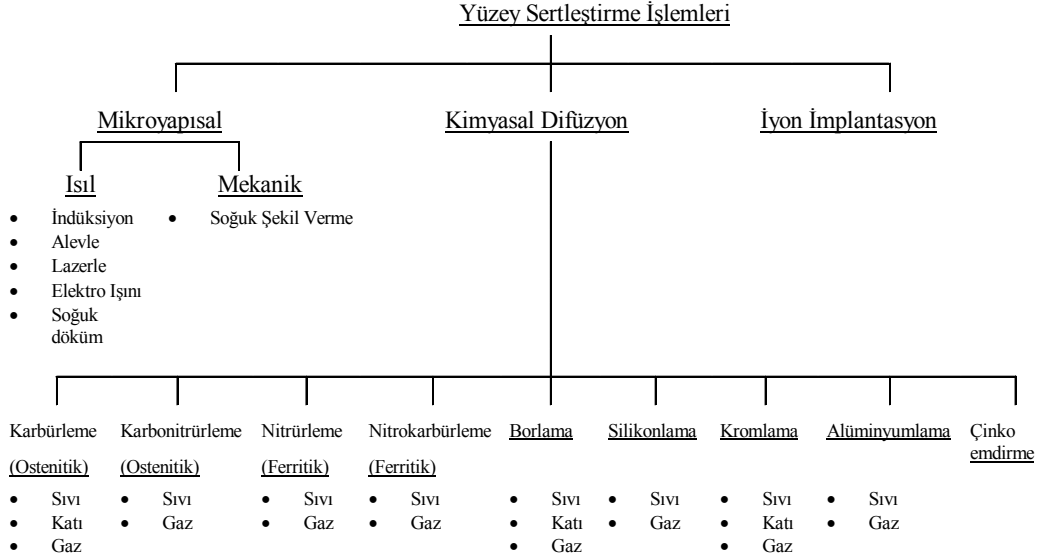 Yüzey Sertleştirme İşlemleri
Mikroyapısal Kimyasal Difüzyon İyon İmplantasyon
Isıl Mekanik
• İndüksiyon • Soğuk Şekil Verme
• Alevle
• Lazerle
• Elektro Işını
• Soğuk
döküm
Karbürleme Karbonitrürleme Nitrürleme Nitrokarbürleme Borlama Silikonlama Kromlama Alüminyumlama Çinko
(Ostenitik) (Ostenitik) (Ferritik) (Ferritik) emdirme
• Sıvı • Sıvı • Sıvı • Sıvı • Sıvı • Sıvı • Sıvı • Sıvı
• Katı • Gaz • Gaz • Gaz • Katı • Gaz • Katı • Gaz
• Gaz • Gaz • Gaz